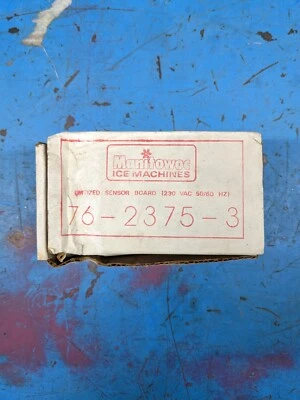 Manitowoc
ICE MACHINES
SENSOR BOARD (230 VAC 50/60 HZ)
76-2375-3